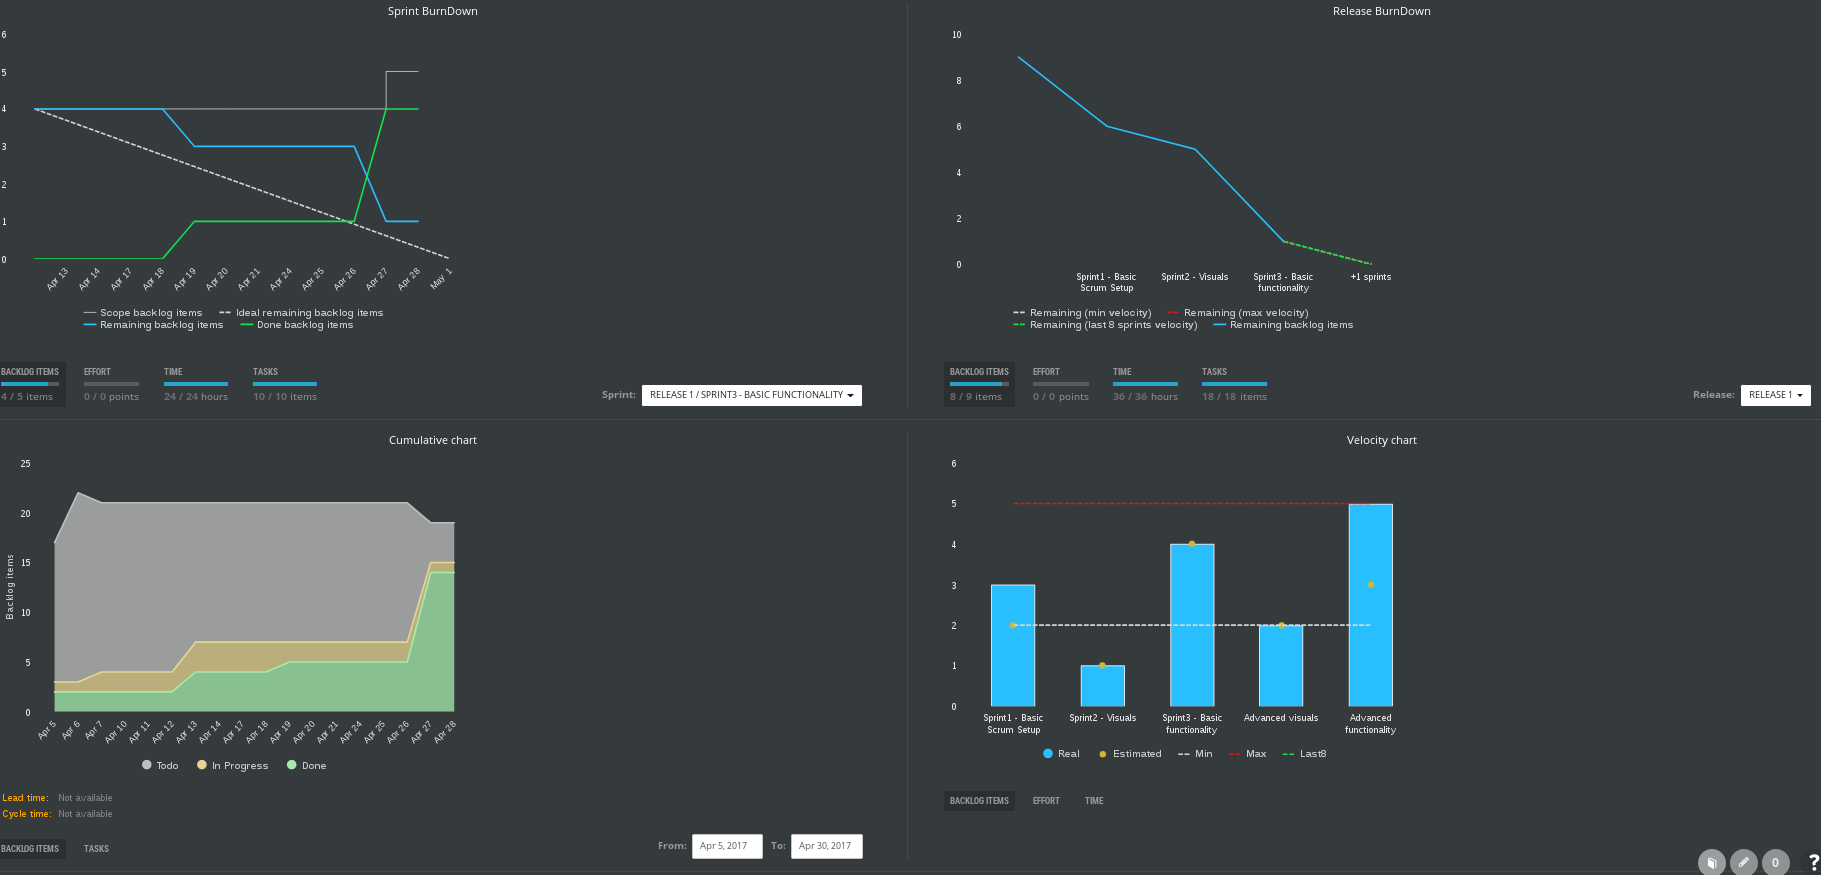 Sprint BurnDown
6
5
4
3
2
1
0
Apr 13
Apr 14
Apr 17
Apr 18
Apr 19
Apr 20
Apr 21
Apr 24
Apr 25
Apr 26
Apr 27
Apr 28
May 1
Scope backlog items
Ideal remaining backlog items
Remaining backlog items
Done backlog items
BACKLOG ITEMS
EFFORT
TIME
TASKS
4 / 5 items
0 / 0 points
24 / 24 hours
10 / 10 items
Sprint:
RELEASE 1 / SPRINT3 - BASIC FUNCTIONALITY
Release BurnDown
10
8
6
4
2
0
Sprint1 - Basic
Scrum Setup
Sprint2 - Visuals
Sprint3 - Basic
functionality
+1 sprints
Remaining (min velocity)
Remaining (max velocity)
Remaining (last 8 sprints velocity)
Remaining backlog items
BACKLOG ITEMS
EFFORT
TIME
TASKS
8 / 9 items
0 / 0 points
36 / 36 hours
18 / 18 items
Release:
RELEASE 1
Cumulative chart
Backlog items
25
20
15
10
5
0
Apr 5
Apr 6
Apr 7
Apr 10
Apr 11
Apr 12
Apr 13
Apr 14
Apr 17
Apr 18
Apr 19
Apr 20
Apr 21
Apr 24
Apr 25
Apr 26
Apr 27
Apr 28
Todo
In Progress
Done
Lead time: Not available
Cycle time: Not available
BACKLOG ITEMS
TASKS
From:
Apr 5, 2017
To:
Apr 30, 2017
Velocity chart
6
5
4
3
2
1
0
Sprint1 - Basic
Scrum Setup
Sprint2 - Visuals
Sprint3 - Basic
functionality
Advanced visuals
Advanced
functionality
Real
Estimated
Min
Max
Last8
BACKLOG ITEMS
EFFORT
TIME
0
?